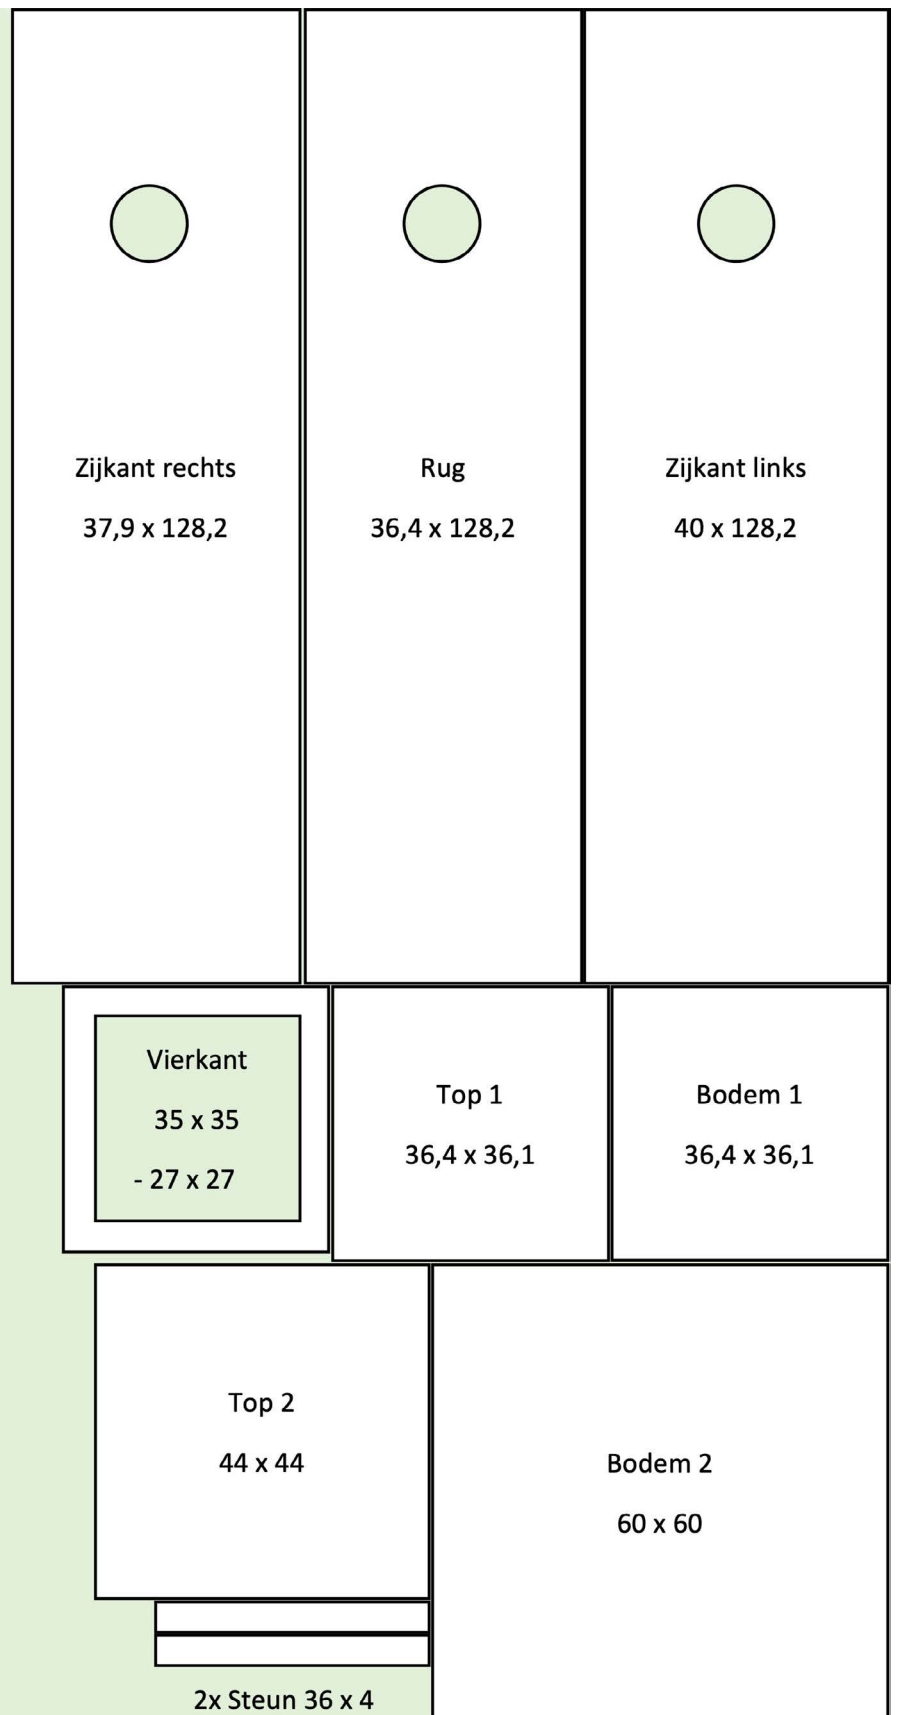 Zijkant rechts
37,9 x 128,2
Rug
36,4 x 128,2
Zijkant links
40 x 128,2
Vierkant
35 x 35
- 27 x 27
Top 1
36,4 x 36,1
Bodem 1
36,4 x 36,1
Top 2
44 x 44
Bodem 2
60 x 60
2x Steun 36 x 4